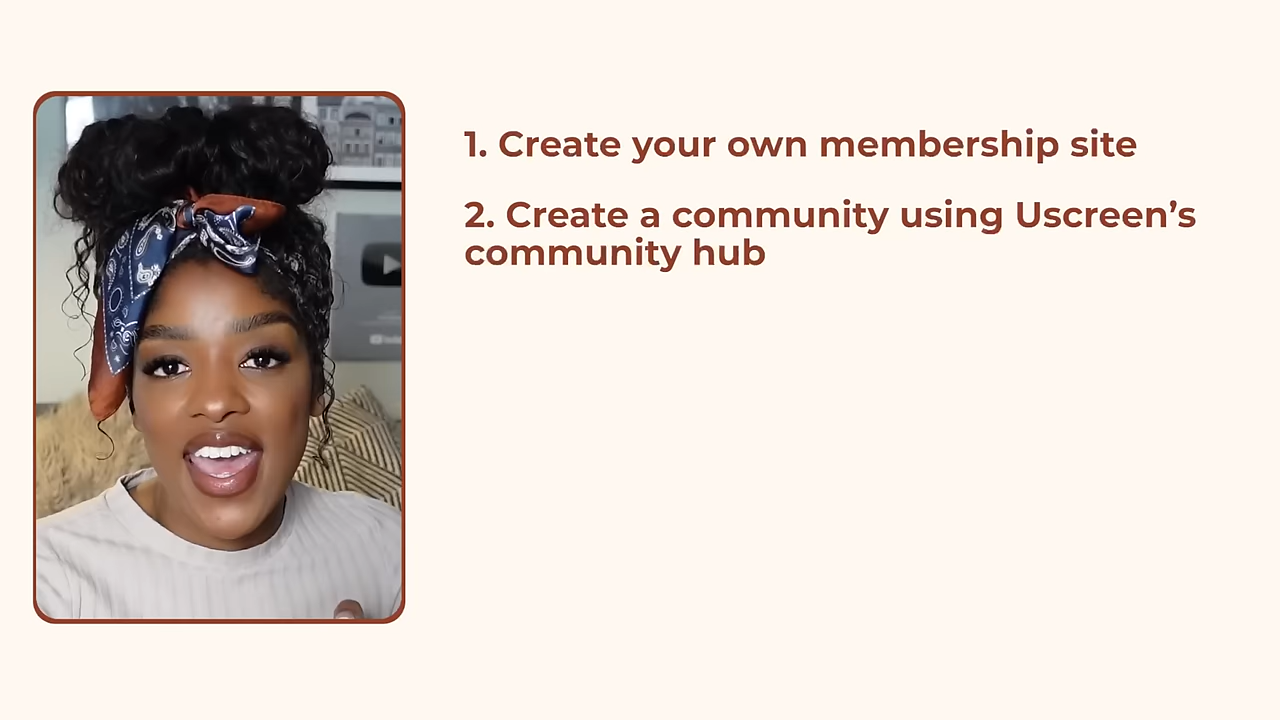 1. Create your own membership site
2. Create a community using Uscreen’s
community hub